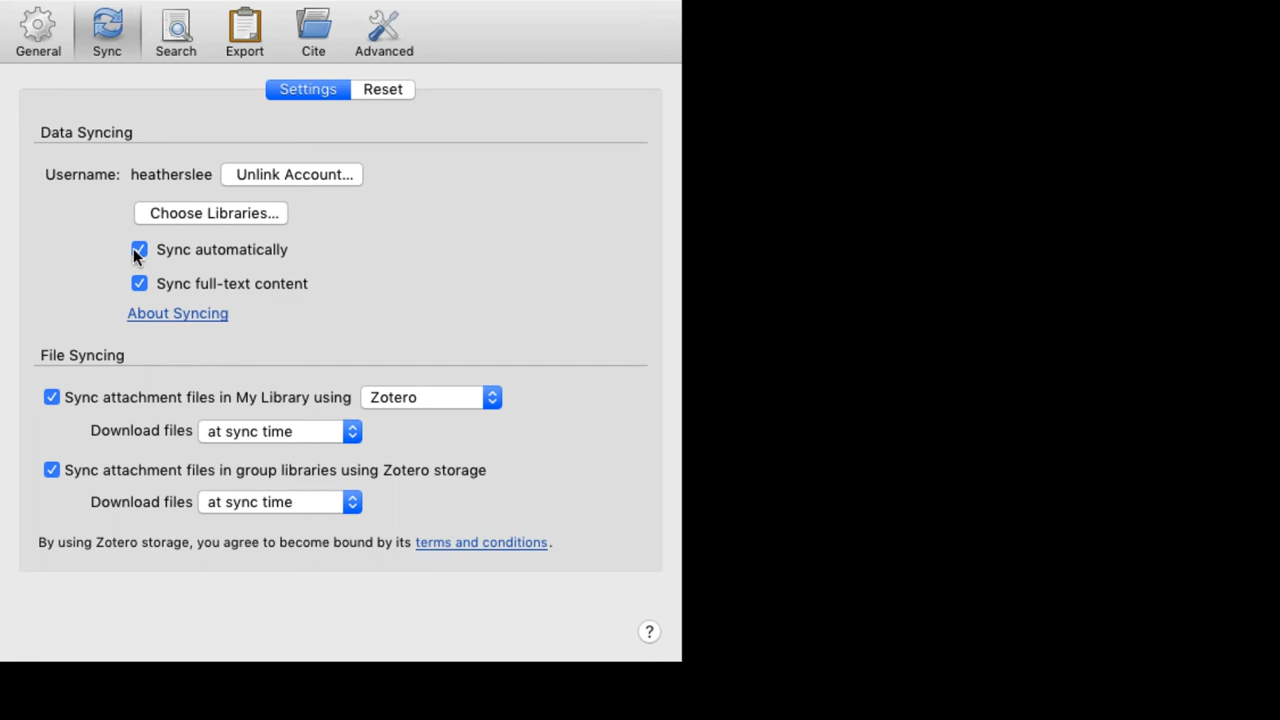 General Sync Search Export Cite Advanced
Settings Reset
Data Syncing
Username: heatherslee Unlink Account...
Choose Libraries...
Sync automatically
Sync full-text content
About Syncing
File Syncing
Sync attachment files in My Library using Zotero
Download files at sync time
Sync attachment files in group libraries using Zotero storage
Download files at sync time
By using Zotero storage, you agree to become bound by its terms and conditions.
?